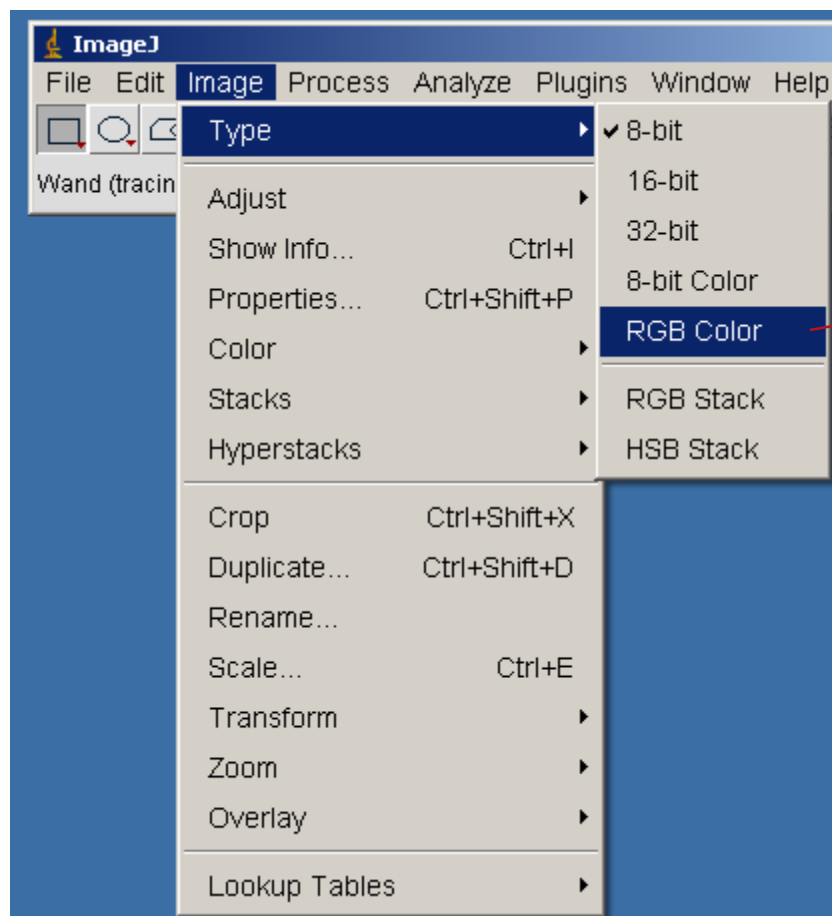 ImageJ
File Edit Image Process Analyze Plugins Window Help
Wand (tracin
Type
Adjust
Show Info... Ctrl+I
Properties... Ctrl+Shift+P
Color
Stacks
Hyperstacks
Crop Ctrl+Shift+X
Duplicate... Ctrl+Shift+D
Rename...
Scale... Ctrl+E
Transform
Zoom
Overlay
Lookup Tables
8-bit
16-bit
32-bit
8-bit Color
RGB Color
RGB Stack
HSB Stack